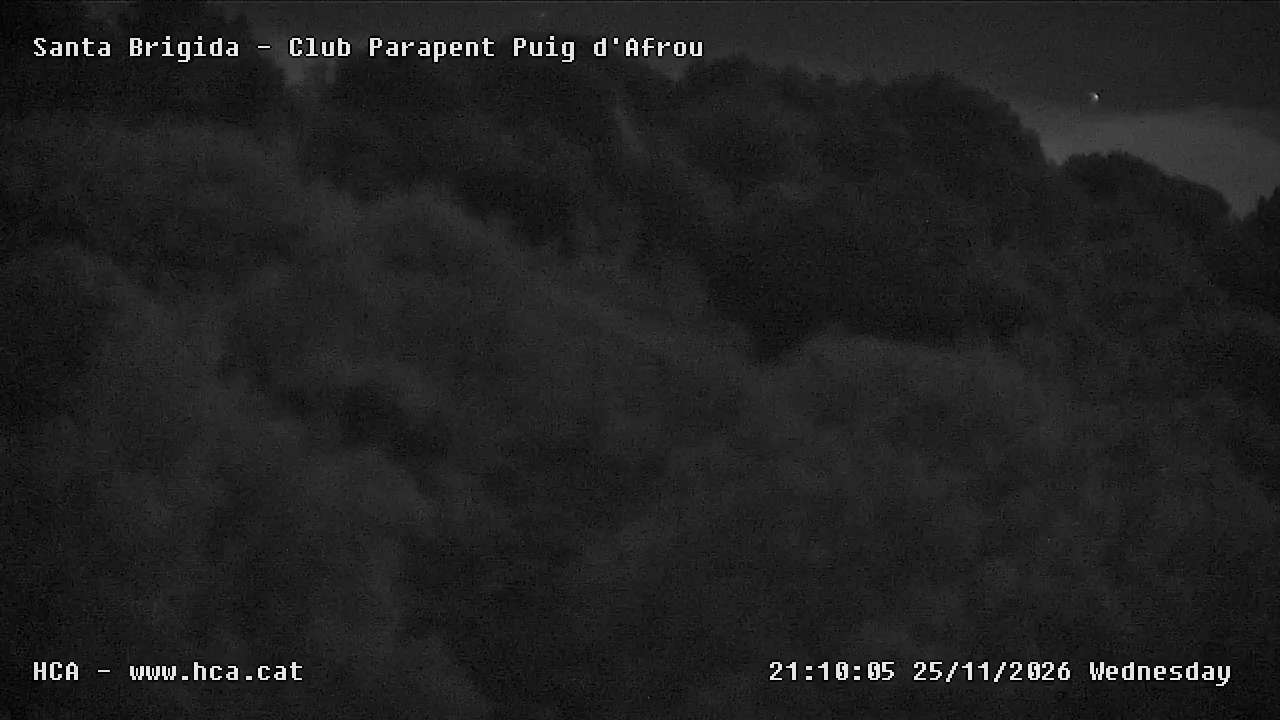 Santa Brigida - Club Parapent Puig d'Afrou
HCA - www.hca.cat
21:10:05 25/11/2026 Wednesday